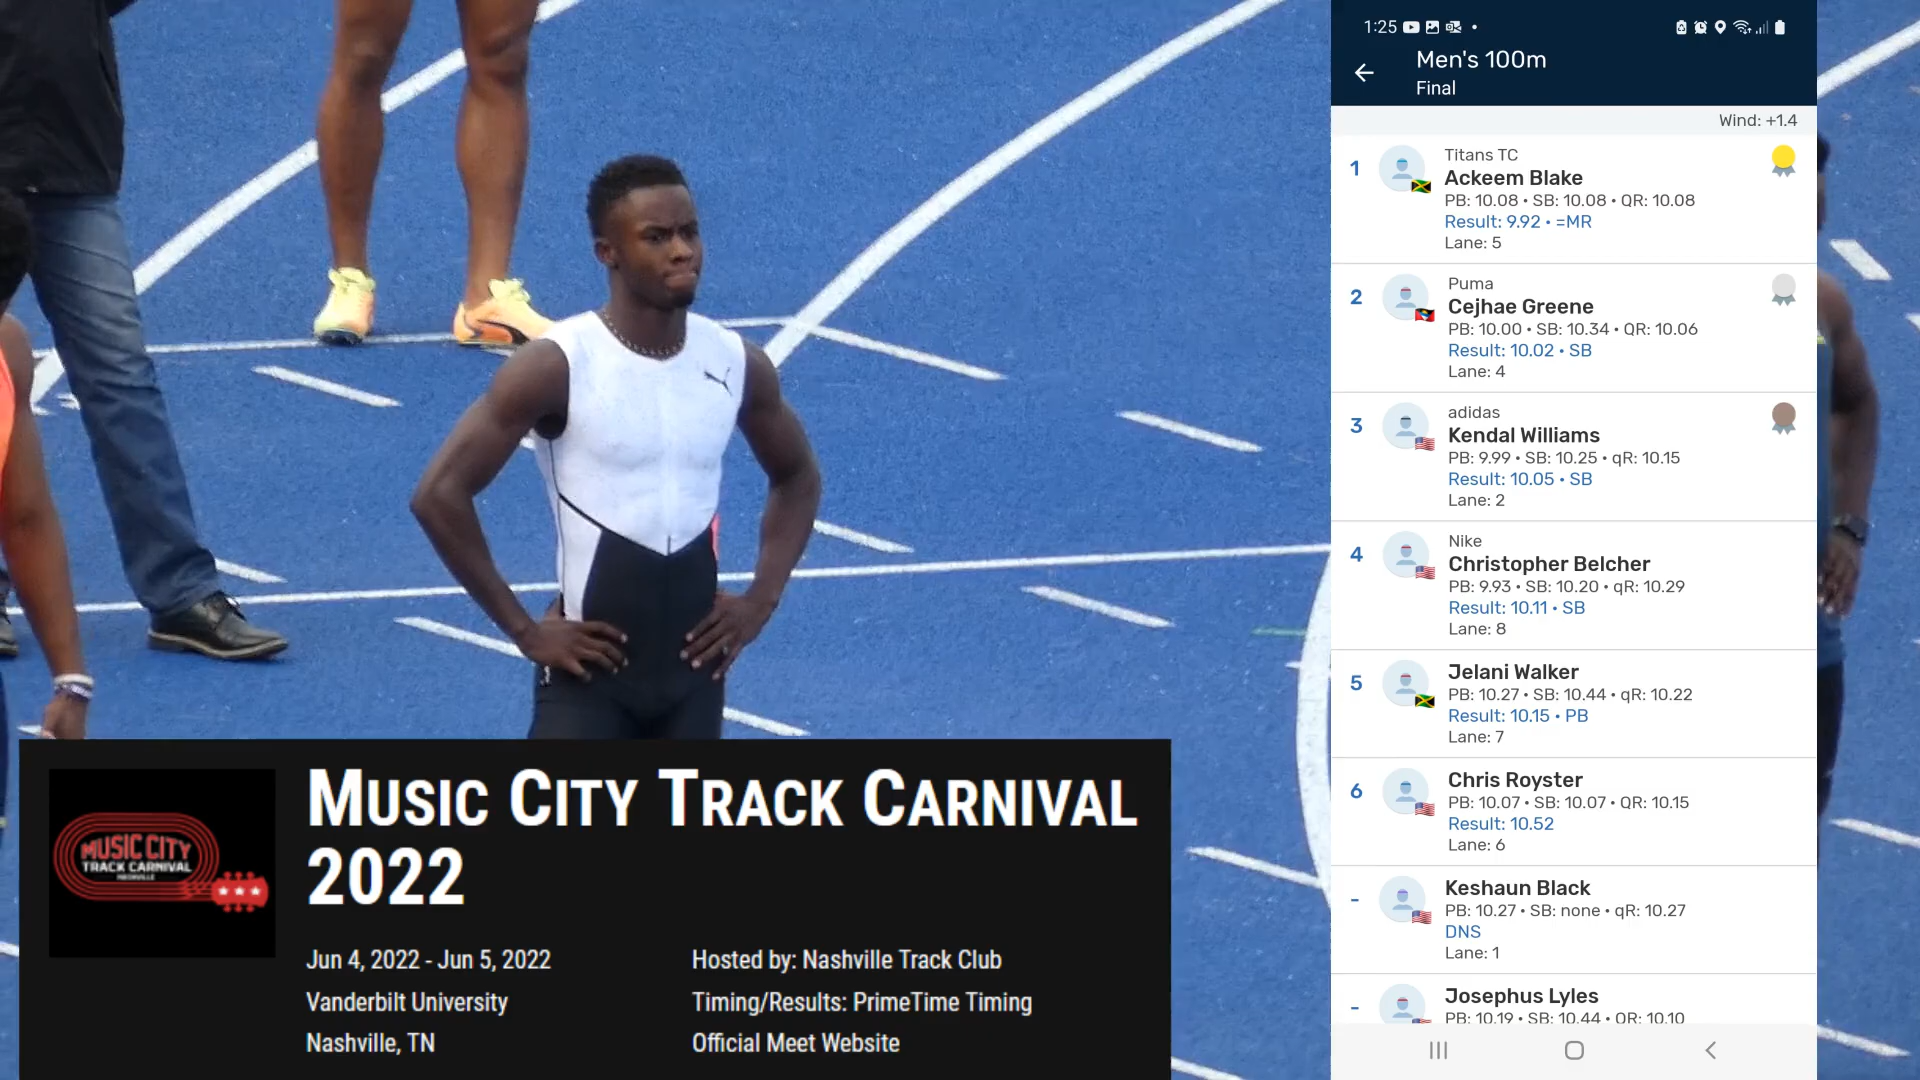 MUSIC CITY
TRACK CARNIVAL
NASHVILLE
MUSIC CITY TRACK CARNIVAL
2022
Jun 4, 2022 - Jun 5, 2022
Vanderbilt University
Nashville, TN
Hosted by: Nashville Track Club
Timing/Results: PrimeTime Timing
Official Meet Website
1:25
Men's 100m
Final
Wind: +1.4
1
Titans TC
Ackeem Blake
PB: 10.08 • SB: 10.08 • QR: 10.08
Result: 9.92 • =MR
Lane: 5
2
Puma
Cejhae Greene
PB: 10.00 • SB: 10.34 • QR: 10.06
Result: 10.02 • SB
Lane: 4
3
adidas
Kendal Williams
PB: 9.99 • SB: 10.25 • qR: 10.15
Result: 10.05 • SB
Lane: 2
4
Nike
Christopher Belcher
PB: 9.93 • SB: 10.20 • qR: 10.29
Result: 10.11 • SB
Lane: 8
5
Jelani Walker
PB: 10.27 • SB: 10.44 • qR: 10.22
Result: 10.15 • PB
Lane: 7
6
Chris Royster
PB: 10.07 • SB: 10.07 • QR: 10.15
Result: 10.52
Lane: 6
-
Keshaun Black
PB: 10.27 • SB: none • qR: 10.27
DNS
Lane: 1
-
Josephus Lyles
PB: 10.19 • SB: 10.44 • QR: 10.10